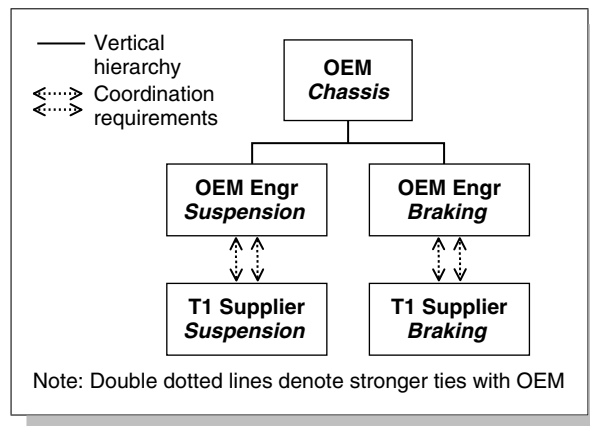 Vertical
hierarchy
Coordination
requirements
OEM
Chassis
OEM Engr
Suspension
OEM Engr
Braking
T1 Supplier
Suspension
T1 Supplier
Braking
Note: Double dotted lines denote stronger ties with OEM